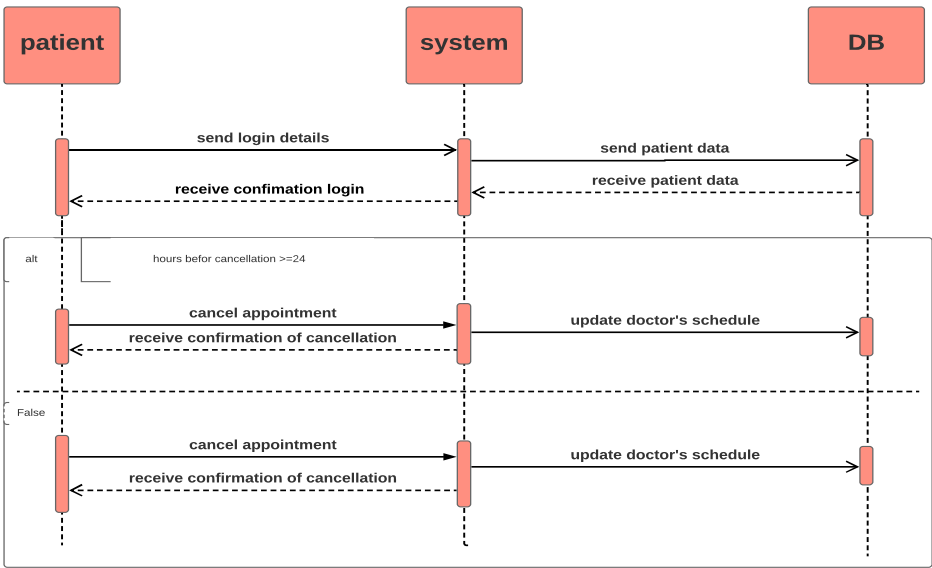 patient
system
DB
send login details
send patient data
receive patient data
receive confimation login
alt
hours befor cancellation >=24
cancel appointment
update doctor's schedule
receive confirmation of cancellation
False
cancel appointment
update doctor's schedule
receive confirmation of cancellation